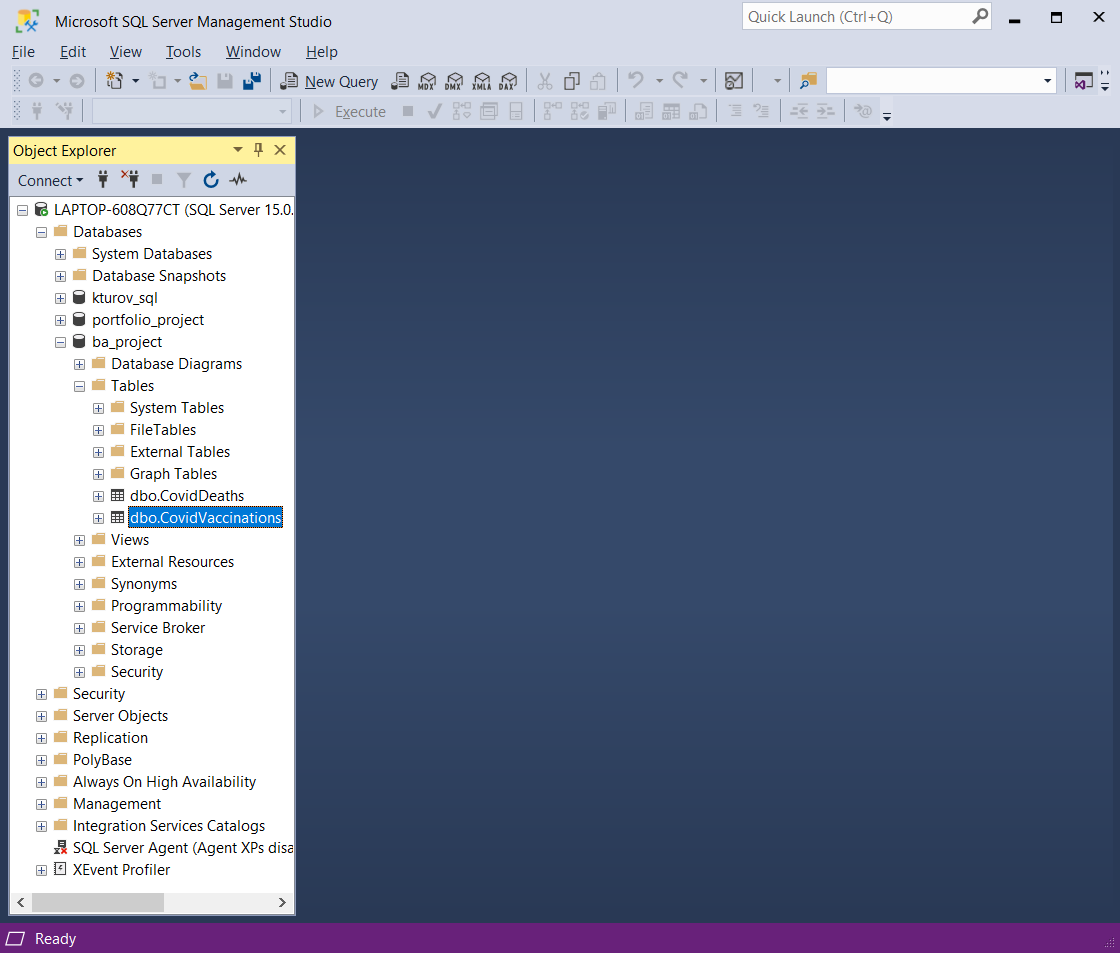 Microsoft SQL Server Management Studio
Quick Launch (Ctrl+Q)
File Edit View Tools Window Help
New Query MDX DMX XMLA DAX
Execute
Object Explorer
Connect
LAPTOP-608Q77CT (SQL Server 15.0.
Databases
System Databases
Database Snapshots
kturov_sql
portfolio_project
ba_project
Database Diagrams
Tables
System Tables
FileTables
External Tables
Graph Tables
dbo.CovidDeaths
dbo.CovidVaccinations
Views
External Resources
Synonyms
Programmability
Service Broker
Storage
Security
Security
Server Objects
Replication
PolyBase
Always On High Availability
Management
Integration Services Catalogs
SQL Server Agent (Agent XPs disa
XEvent Profiler
Ready